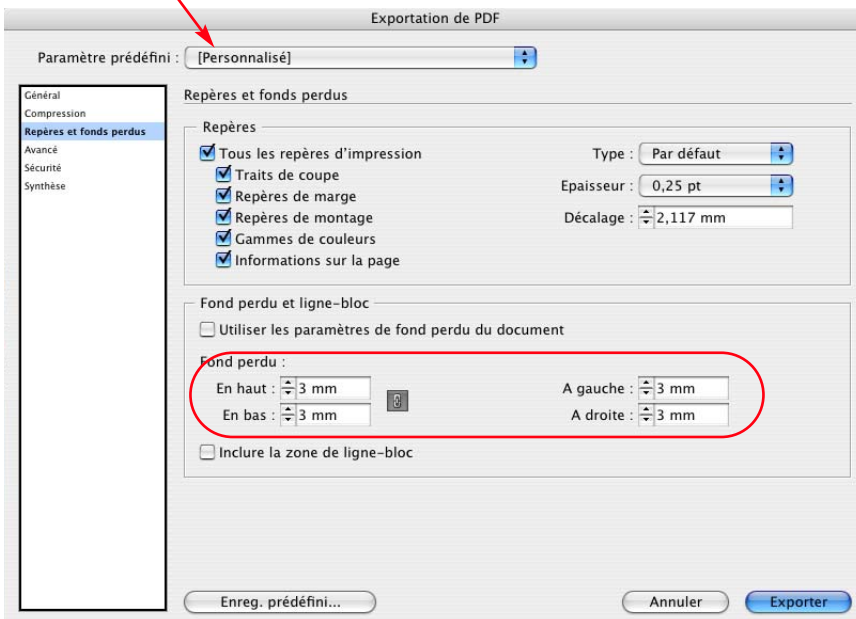 Exportation de PDF
Paramètre prédéfini : [Personnalisé]
Général
Compression
Repères et fonds perdus
Avancé
Sécurité
Synthèse
Repères et fonds perdus
Repères
Tous les repères d'impression
Traits de coupe
Repères de marge
Repères de montage
Gammes de couleurs
Informations sur la page
Type : Par défaut
Epaisseur : 0,25 pt
Décalage : 2,117 mm
Fond perdu et ligne-bloc
Utiliser les paramètres de fond perdu du document
Fond perdu :
En haut : 3 mm
En bas : 3 mm
A gauche : 3 mm
A droite : 3 mm
Inclure la zone de ligne-bloc
Enreg. prédéfini...
Annuler
Exporter